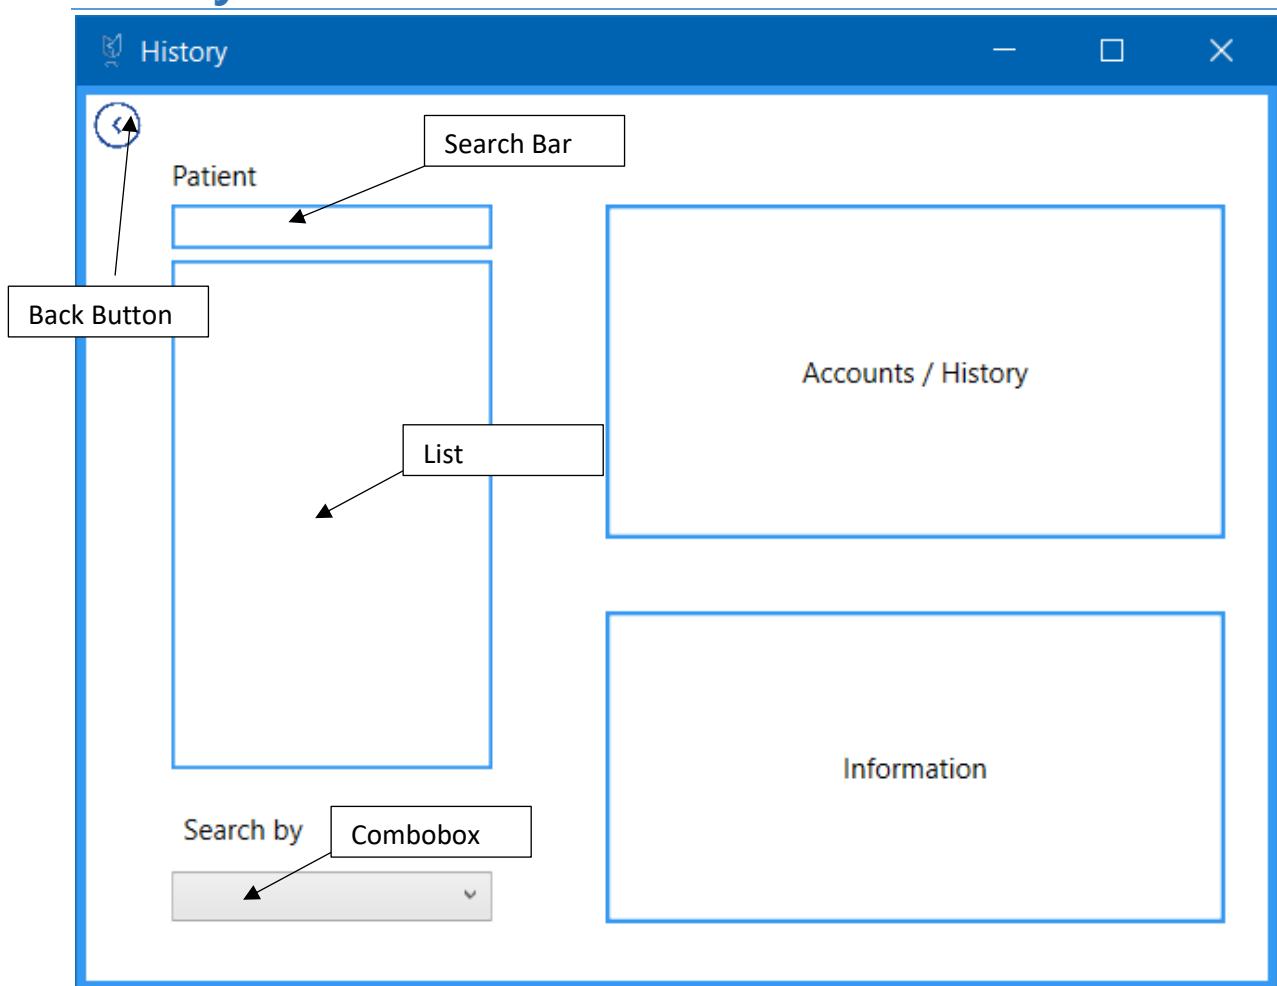 History
Search Bar
Patient
Back Button
Accounts / History
List
Information
Search by
Combobox